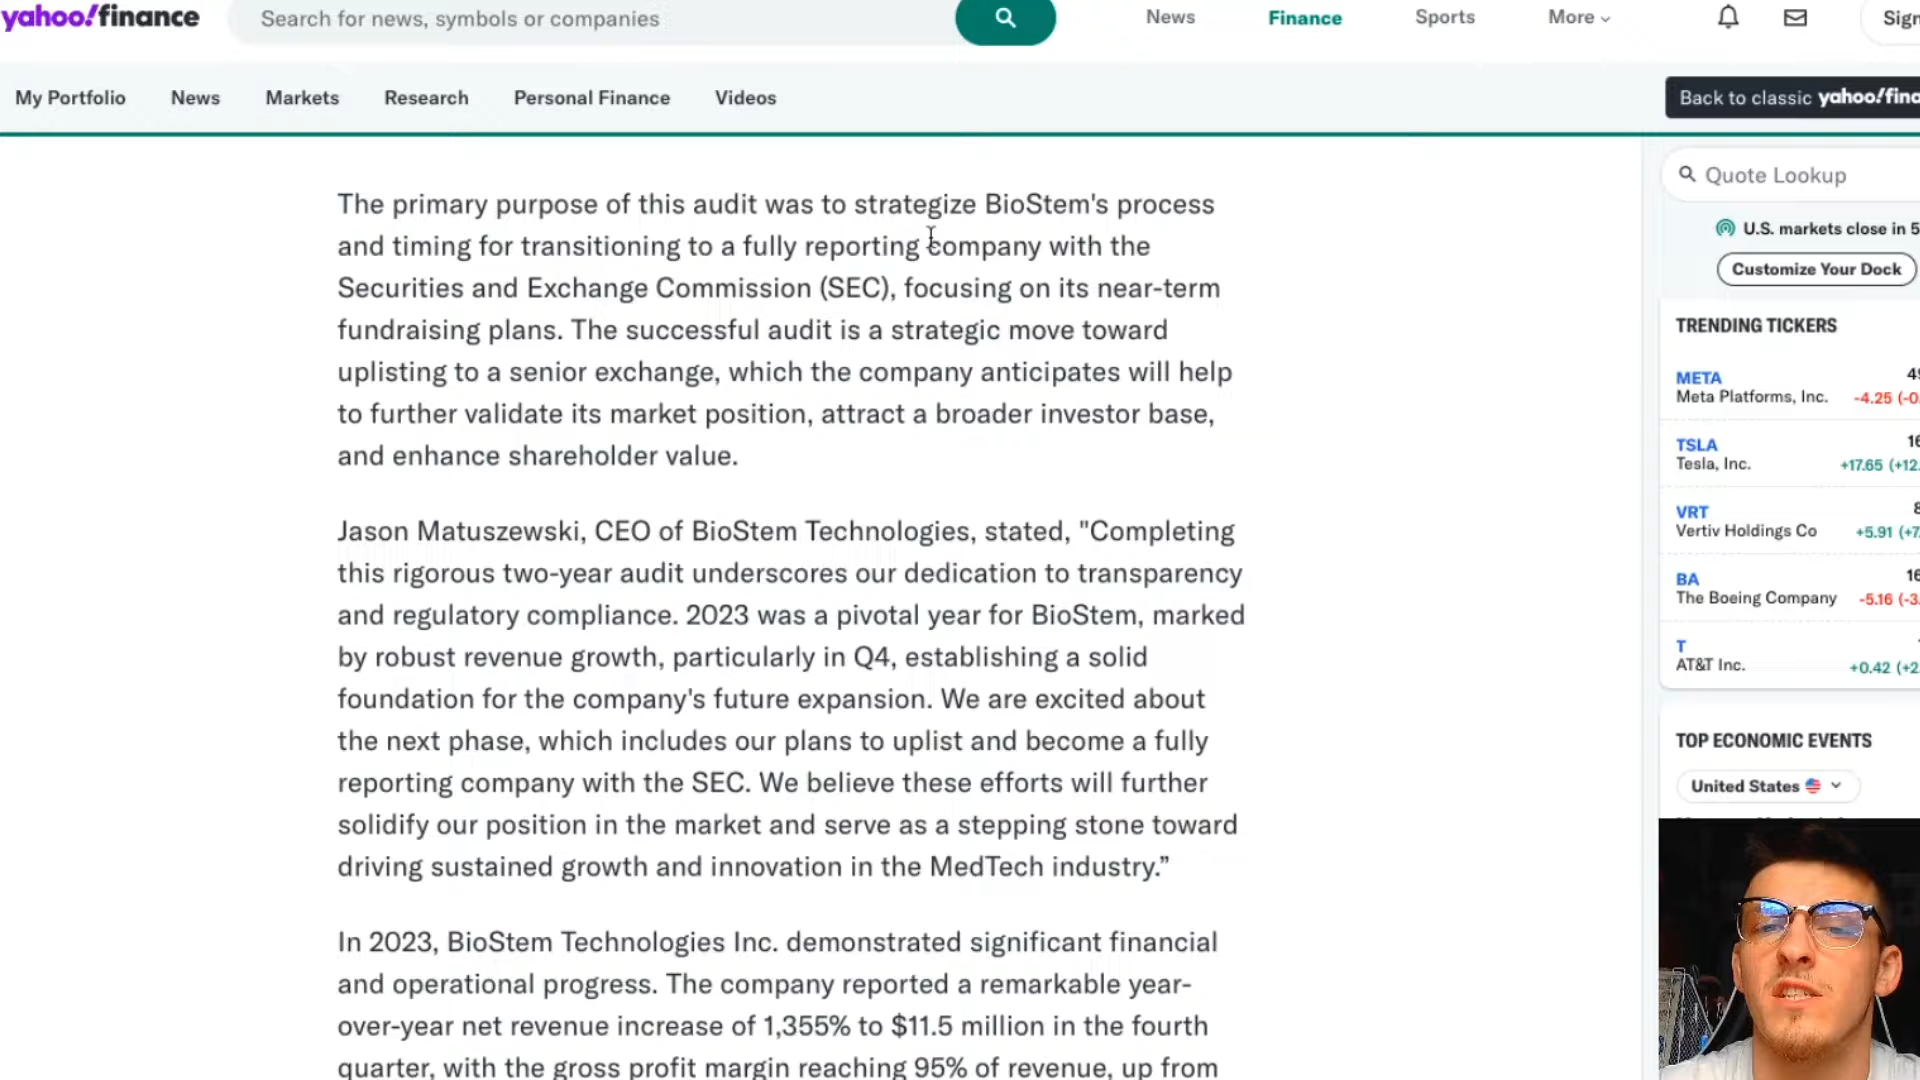 yahoo!finance
Search for news, symbols or companies
News
Finance
Sports
More
Sign
My Portfolio
News
Markets
Research
Personal Finance
Videos
Back to classic yahoo!fina
The primary purpose of this audit was to strategize BioStem's process
and timing for transitioning to a fully reporting company with the
Securities and Exchange Commission (SEC), focusing on its near-term
fundraising plans. The successful audit is a strategic move toward
uplisting to a senior exchange, which the company anticipates will help
to further validate its market position, attract a broader investor base,
and enhance shareholder value.
Jason Matuszewski, CEO of BioStem Technologies, stated, "Completing
this rigorous two-year audit underscores our dedication to transparency
and regulatory compliance. 2023 was a pivotal year for BioStem, marked
by robust revenue growth, particularly in Q4, establishing a solid
foundation for the company's future expansion. We are excited about
the next phase, which includes our plans to uplist and become a fully
reporting company with the SEC. We believe these efforts will further
solidify our position in the market and serve as a stepping stone toward
driving sustained growth and innovation in the MedTech industry.”
In 2023, BioStem Technologies Inc. demonstrated significant financial
and operational progress. The company reported a remarkable year-
over-year net revenue increase of 1,355% to $11.5 million in the fourth
quarter, with the gross profit margin reaching 95% of revenue, up from
Quote Lookup
U.S. markets close in 5
Customize Your Dock
TRENDING TICKERS
META 49
Meta Platforms, Inc. -4.25 (-0.
TSLA 16
Tesla, Inc. +17.65 (+12.
VRT 8
Vertiv Holdings Co +5.91 (+7.
BA 16
The Boeing Company -5.16 (-3.
T
AT&T Inc. +0.42 (+2.
TOP ECONOMIC EVENTS
United States